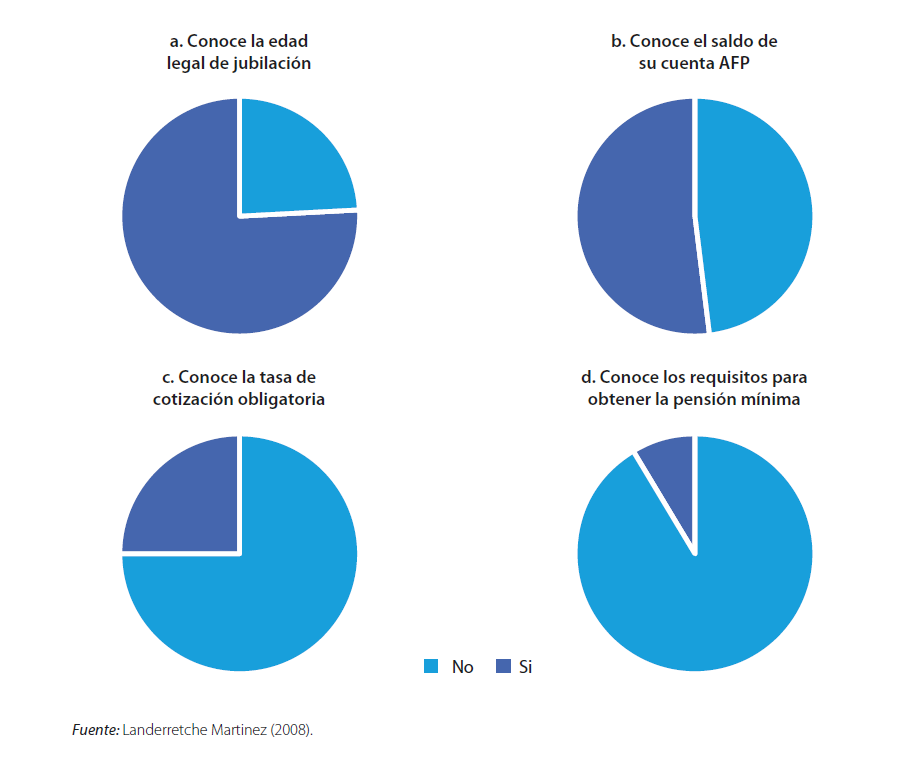 a. Conoce la edad
legal de jubilación
b. Conoce el saldo de
su cuenta AFP
c. Conoce la tasa de
cotización obligatoria
d. Conoce los requisitos para
obtener la pensión mínima
No
Si
Fuente: Landerretche Martinez (2008).